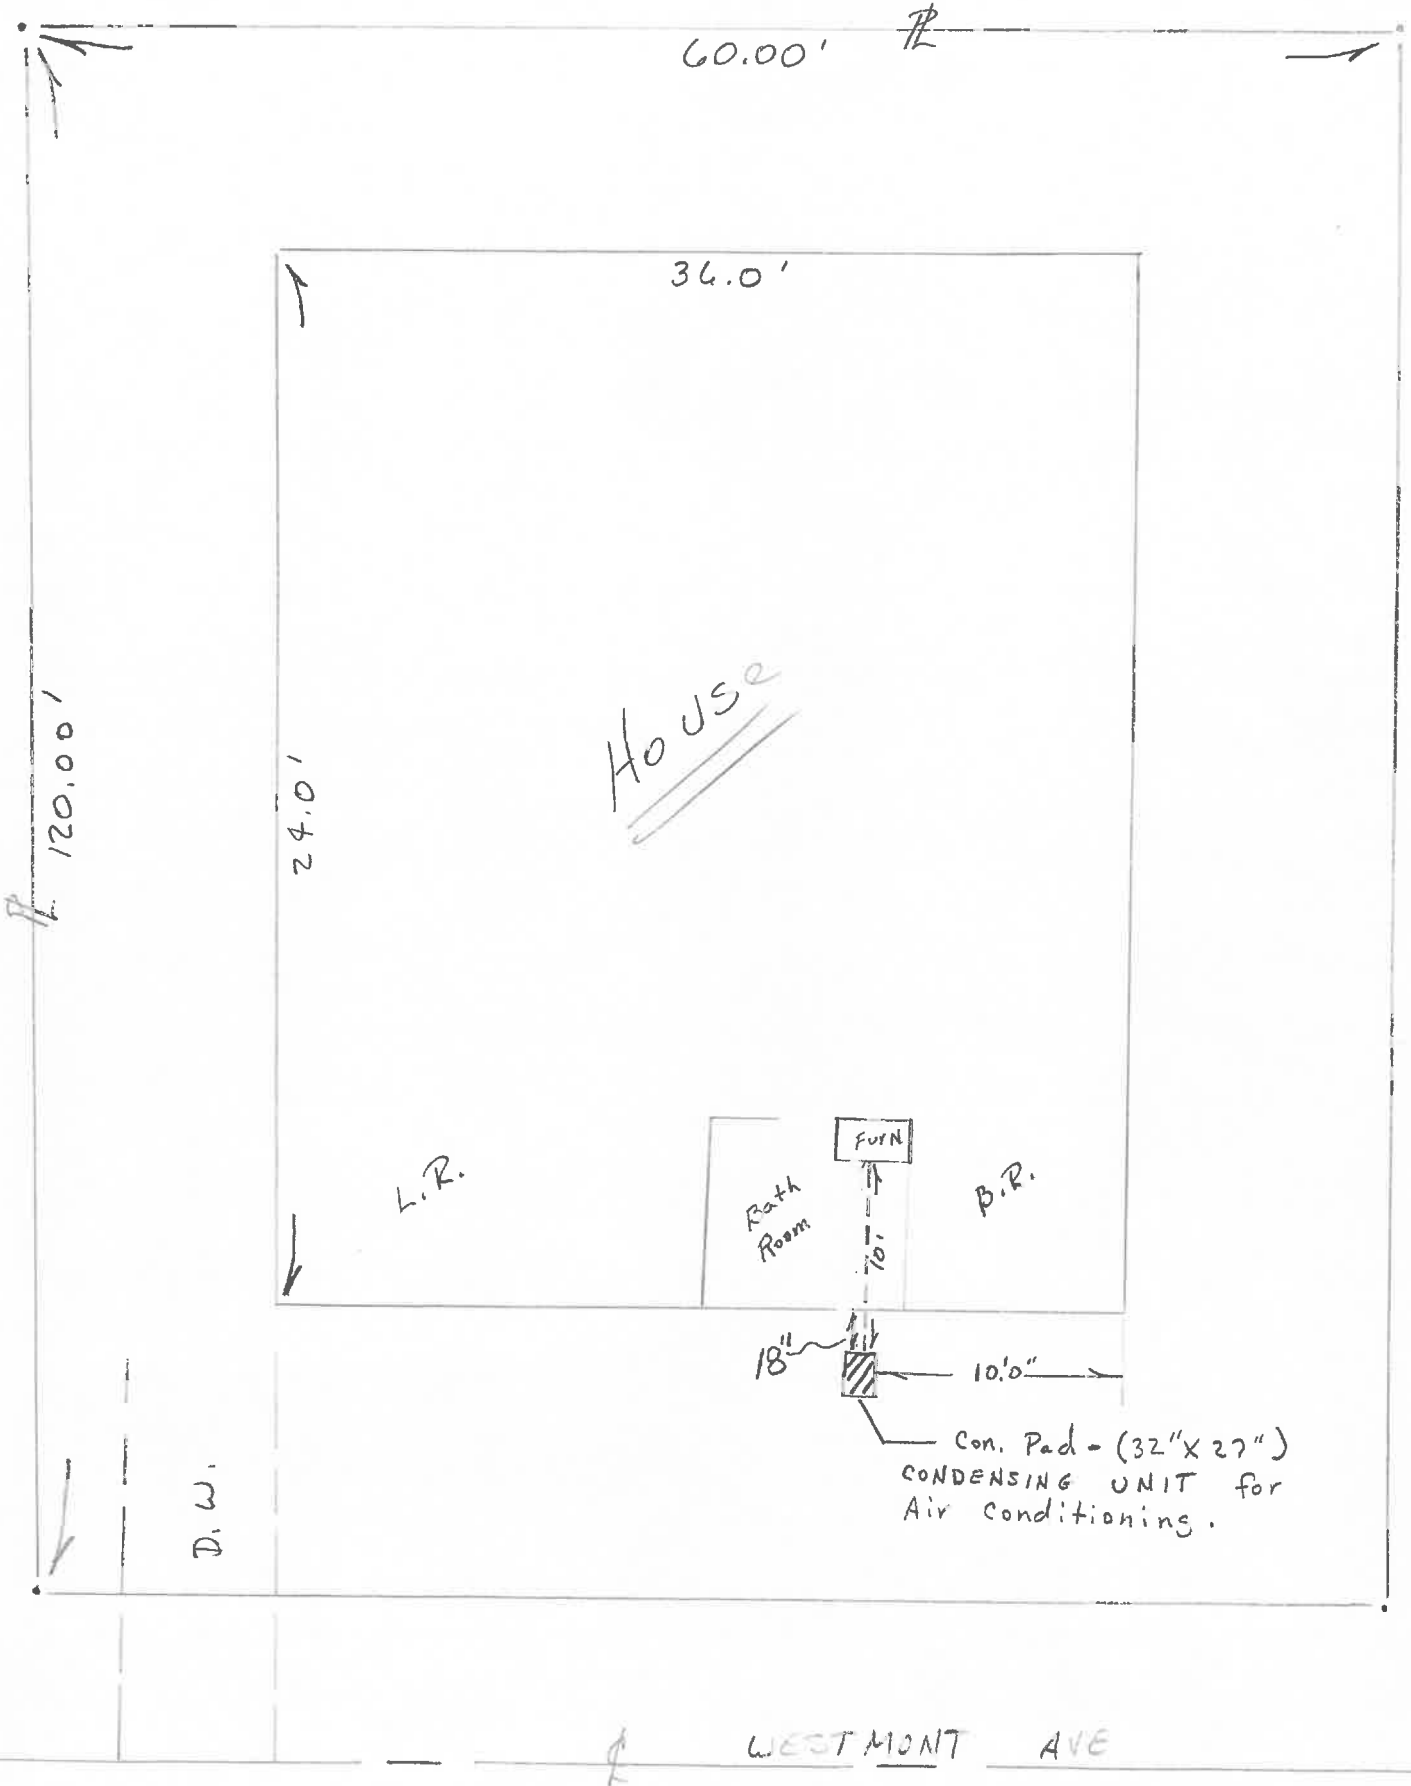 PL
60.00'
36.0'
House
24.0'
PL 120.00'
FurN
L.R.
Bath
Room
B.R.
10'
18"
10'0"
Con. Pad - (32"X27")
CONDENSING UNIT for
Air Conditioning.
D.W.
WESTMONT AVE